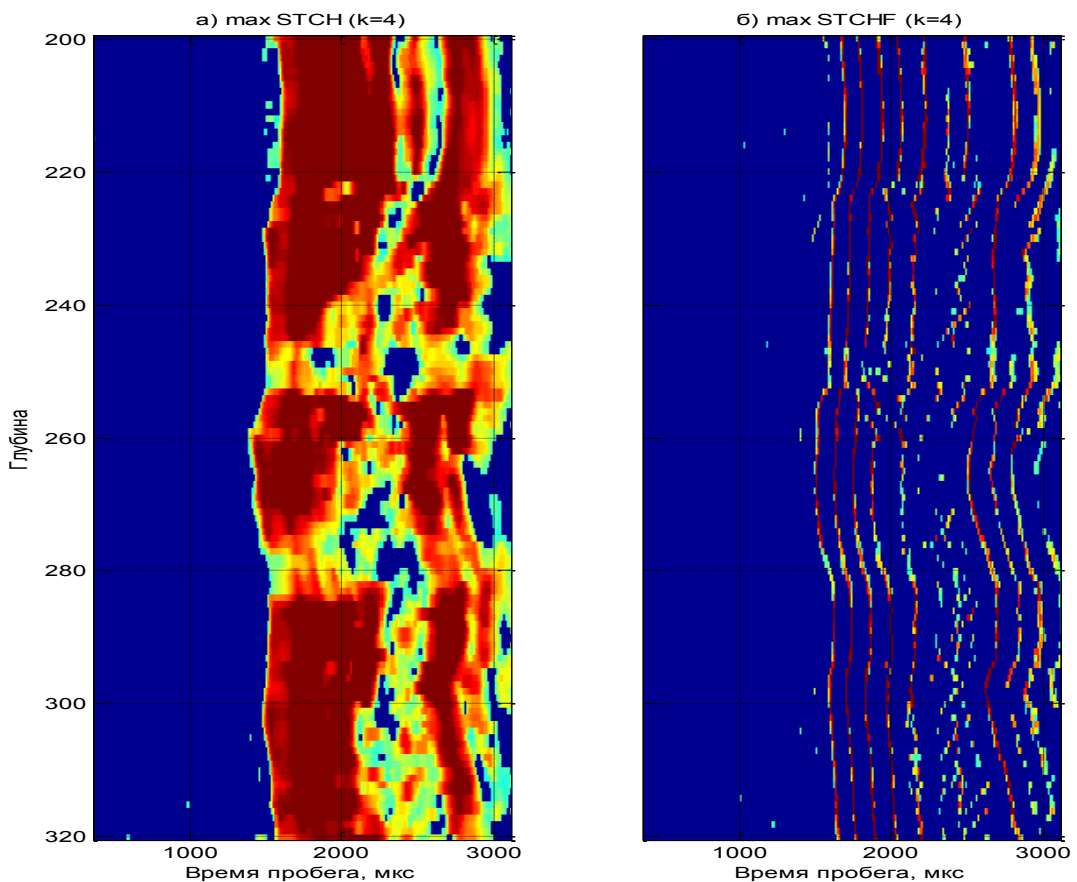 а) max STCH (k=4)
б) max STCHF (k=4)
200
220
240
260
280
300
320
Глубина
1000
2000
3000
Время пробега, мкс
1000
2000
3000
Время пробега, мкс